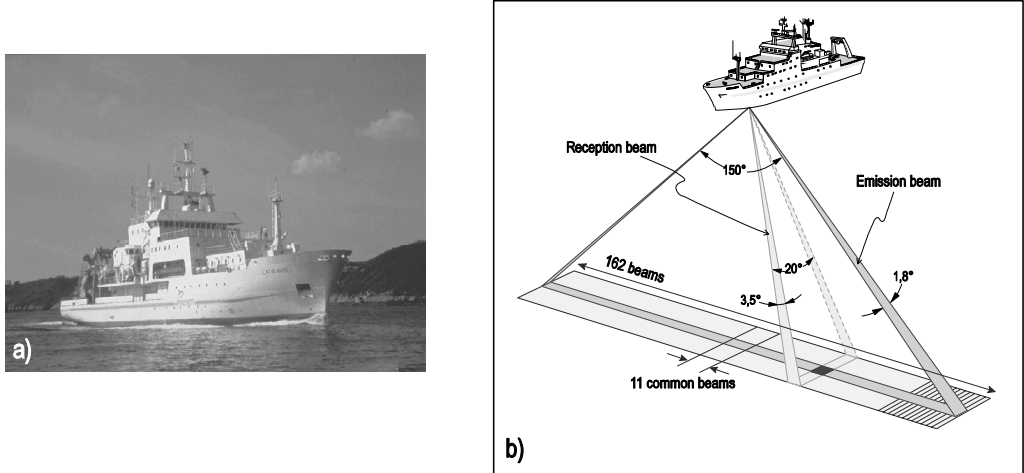 a)
Reception beam
150°
Emission beam
162 beams
20°
1,8°
3,5°
11 common beams
b)